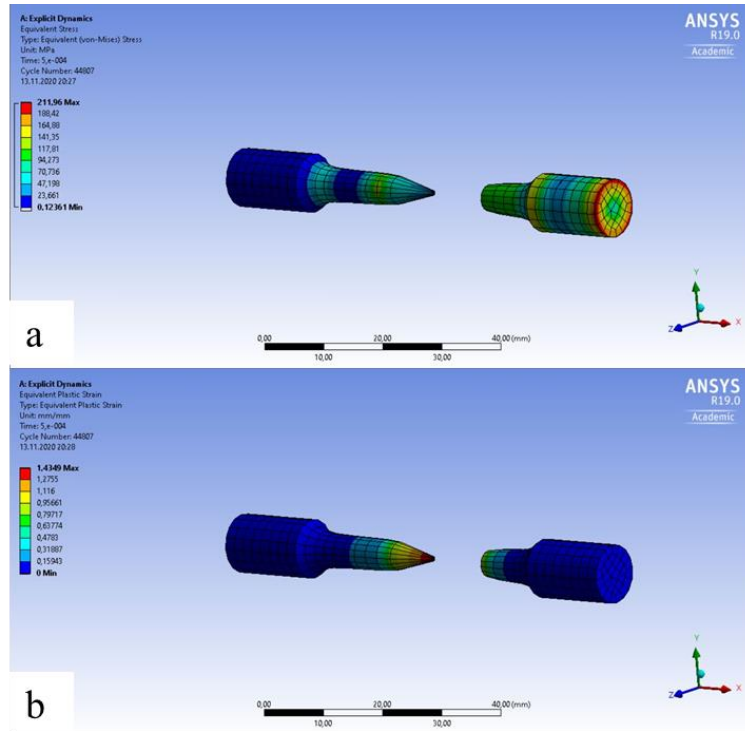 A: Explicit Dynamics
Equivalent Stress
Type: Equivalent (von-Mises) Stress
Unit: MPa
Time: 5,e-004
Cycle Number: 44807
13.11.2020 20:27
211,96 Max
188,42
164,88
141,35
117,81
94,273
70,736
47,198
23,661
0,12361 Min
ANSYS
R19.0
Academic
Y
X
Z
0,00 20,00 40,00 (mm)
10,00 30,00
a
A: Explicit Dynamics
Equivalent Plastic Strain
Type: Equivalent Plastic Strain
Unit: mm/mm
Time: 5,e-004
Cycle Number: 44807
13.11.2020 20:28
1,4349 Max
1,2755
1,116
0,95661
0,79717
0,63774
0,4783
0,31887
0,15943
0 Min
ANSYS
R19.0
Academic
Y
X
Z
0,00 20,00 40,00 (mm)
10,00 30,00
b